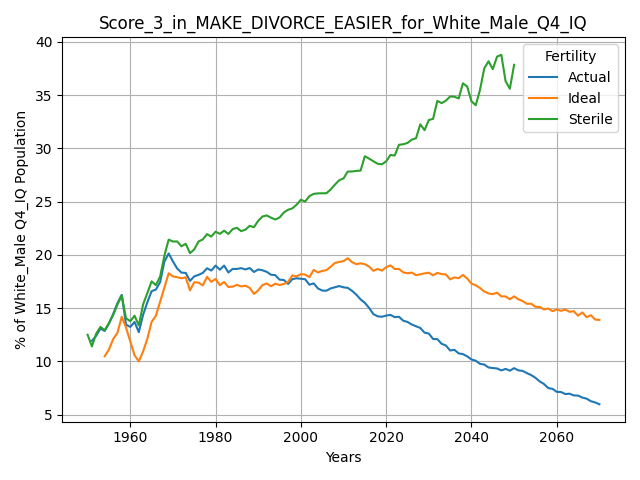 Score_3_in_MAKE_DIVORCE_EASIER_for_White_Male_Q4_IQ
% of White_Male Q4_IQ Population
40
35
30
25
20
15
10
5
Fertility
Actual
Ideal
Sterile
1960 1980 2000 2020 2040 2060
Years